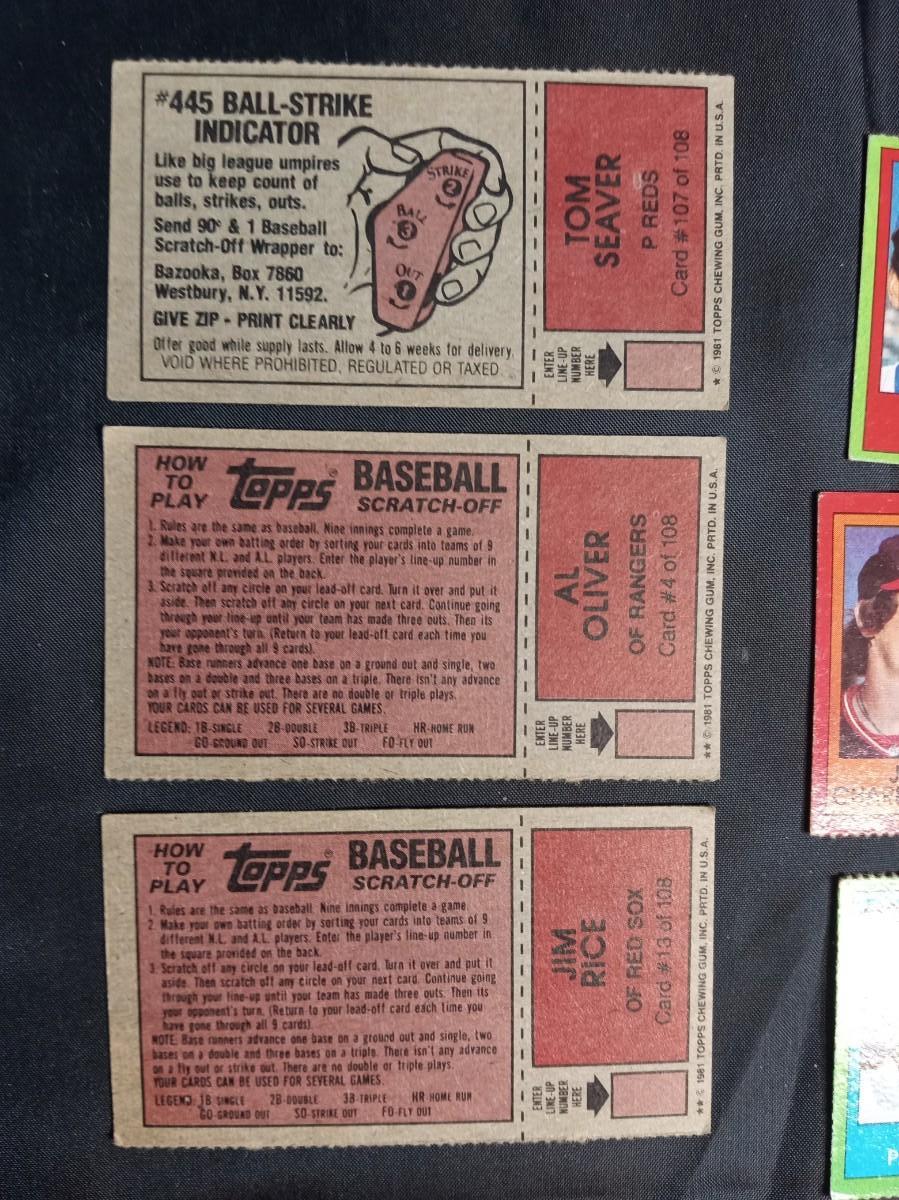 #445 BALL-STRIKE
INDICATOR
Like big league umpires
use to keep count of
balls, strikes, outs.
Send 90¢ & 1 Baseball
Scratch-Off Wrapper to:
Bazooka, Box 7860
Westbury, N.Y. 11592.
GIVE ZIP - PRINT CLEARLY
Offer good while supply lasts. Allow 4 to 6 weeks for delivery.
VOID WHERE PROHIBITED, REGULATED OR TAXED.
STRIKE
2
BALL
3
OUT
1
TOM
SEAVER
P REDS
Card #107 of 108
ENTER
LINE-UP
NUMBER
HERE
★ © 1981 TOPPS CHEWING GUM, INC. PRTD. IN U.S.A.
HOW
TO
PLAY
topps®
BASEBALL
SCRATCH-OFF
1. Rules are the same as baseball. Nine innings complete a game.
2. Make your own batting order by sorting your cards into teams of 9
different N.L. and A.L. players. Enter the player's line-up number in
the square provided on the back.
3. Scratch off any circle on your lead-off card. Turn it over and put it
aside. Then scratch off any circle on your next card. Continue going
through your line-up until your team has made three outs. Then its
your opponent's turn. (Return to your lead-off card each time you
have gone through all 9 cards).
NOTE: Base runners advance one base on a ground out and single, two
bases on a double and three bases on a triple. There isn't any advance
on a fly out or strike out. There are no double or triple plays.
YOUR CARDS CAN BE USED FOR SEVERAL GAMES.
LEGEND: 1B-SINGLE 2B-DOUBLE 3B-TRIPLE HR-HOME RUN
GO-GROUND OUT SO-STRIKE OUT FO-FLY OUT
AL
OLIVER
OF RANGERS
Card #4 of 108
ENTER
LINE-UP
NUMBER
HERE
★★ © 1981 TOPPS CHEWING GUM, INC. PRTD. IN U.S.A.
HOW
TO
PLAY
topps®
BASEBALL
SCRATCH-OFF
1. Rules are the same as baseball. Nine innings complete a game.
2. Make your own batting order by sorting your cards into teams of 9
different N.L. and A.L. players. Enter the player's line-up number in
the square provided on the back.
3. Scratch off any circle on your lead-off card. Turn it over and put it
aside. Then scratch off any circle on your next card. Continue going
through your line-up until your team has made three outs. Then its
your opponent's turn. (Return to your lead-off card each time you
have gone through all 9 cards).
NOTE: Base runners advance one base on a ground out and single, two
bases on a double and three bases on a triple. There isn't any advance
on a fly out or strike out. There are no double or triple plays.
YOUR CARDS CAN BE USED FOR SEVERAL GAMES.
LEGEND: 1B-SINGLE 2B-DOUBLE 3B-TRIPLE HR-HOME RUN
GO-GROUND OUT SO-STRIKE OUT FO-FLY OUT
JIM
RICE
OF RED SOX
Card #13 of 108
ENTER
LINE-UP
NUMBER
HERE
★★ © 1981 TOPPS CHEWING GUM, INC. PRTD. IN U.S.A.